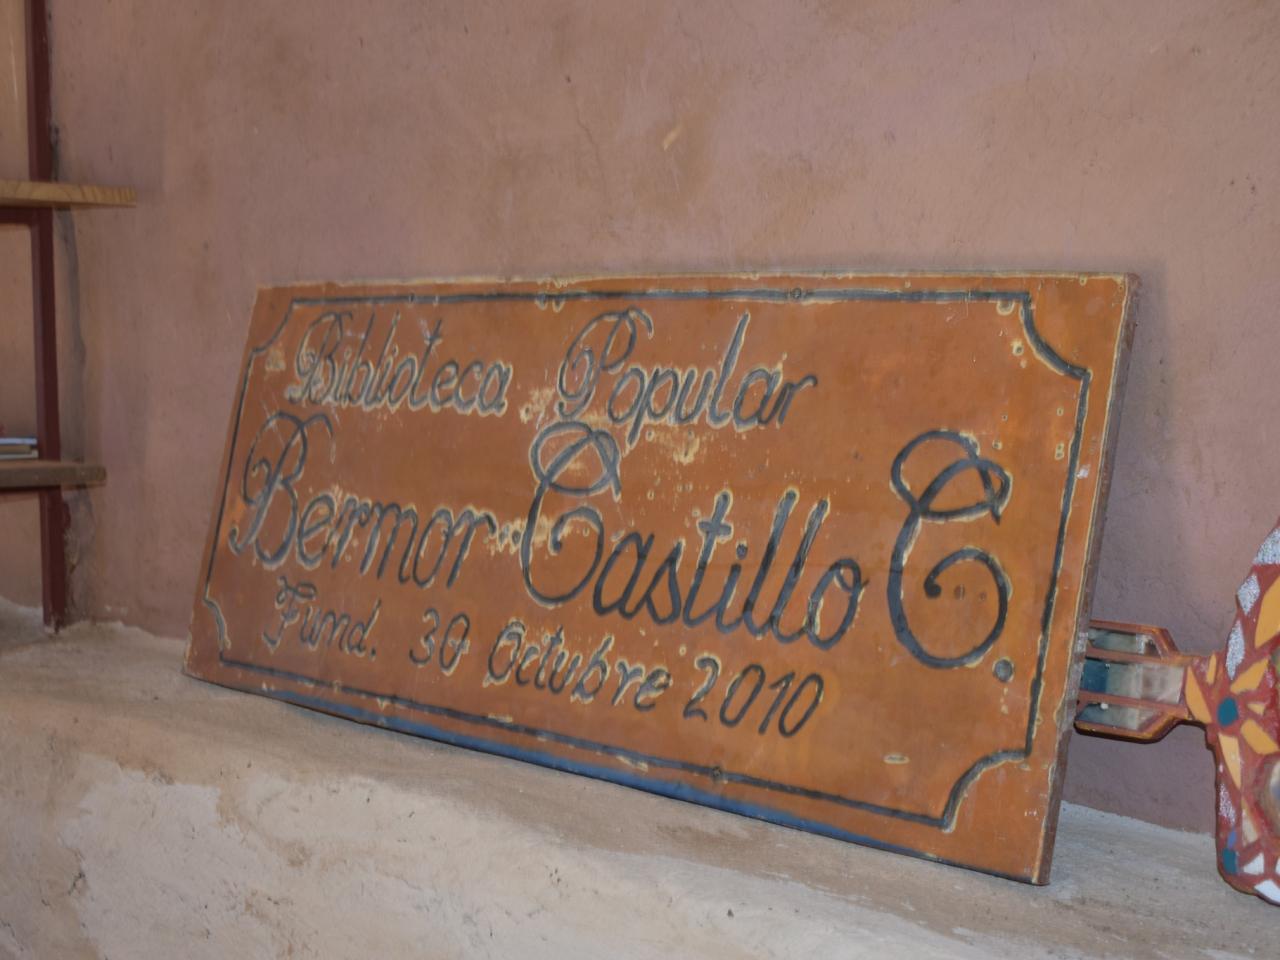 Biblioteca Popular
Bermor Castillo C.
Fund. 30 Octubre 2010